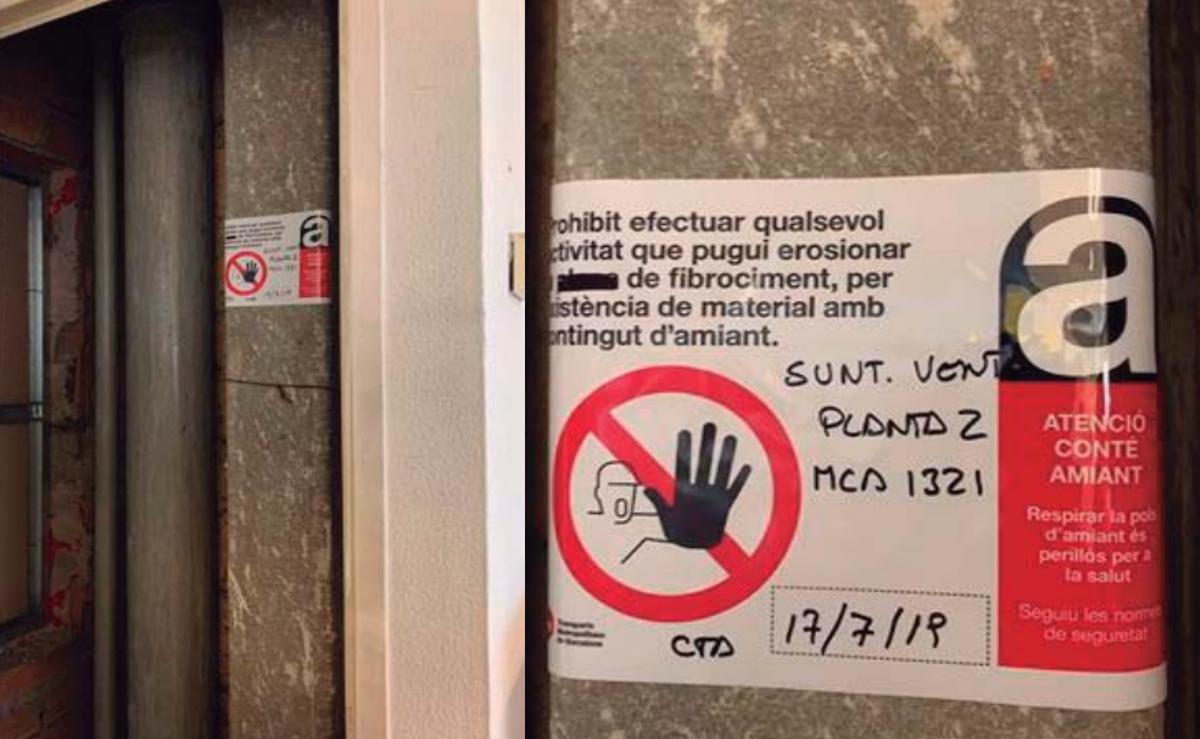 rohibit efectuar qualsevol
ctivitat que pugui erosionar
de fibrociment, per
istència de material amb
ontingut d'amiant.
SUNT. VENT
PLANTA 2
MCA 1321
a
ATENCIÓ
CONTÉ
AMIANT
Respirar la pols
d'amiant és
perillós per a
la salut
Seguiu les normes
de seguretat
Transports
Metropolitans
de Barcelona
CTA
17/7/19